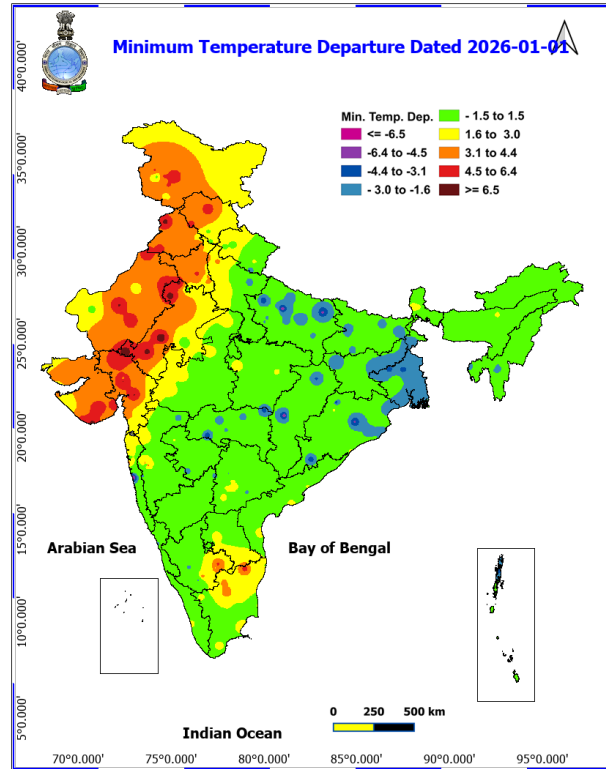 Minimum Temperature Departure Dated 2026-01-01
40°0.000'
35°0.000'
30°0.000'
25°0.000'
20°0.000'
15°0.000'
10°0.000'
5°0.000'
Min. Temp. Dep.
<= -6.5
-6.4 to -4.5
-4.4 to -3.1
- 3.0 to -1.6
- 1.5 to 1.5
1.6 to 3.0
3.1 to 4.4
4.5 to 6.4
>= 6.5
Arabian Sea
Bay of Bengal
Indian Ocean
0 250 500 km
70°0.000' 75°0.000' 80°0.000' 85°0.000' 90°0.000' 95°0.000'